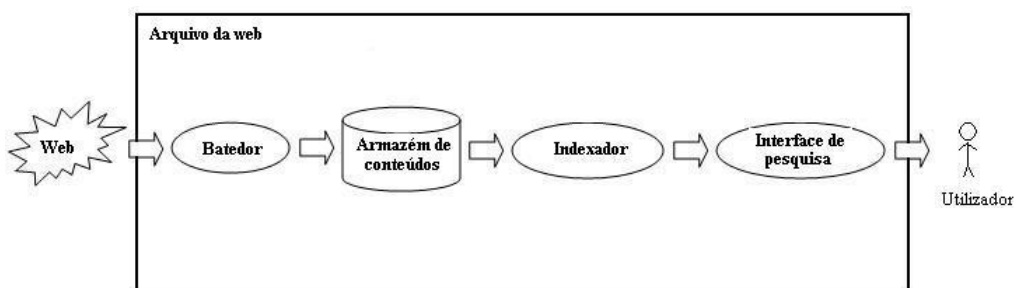 Arquivo da web
Web
Batedor
Armazém de
conteúdos
Indexador
Interface de
pesquisa
Utilizador